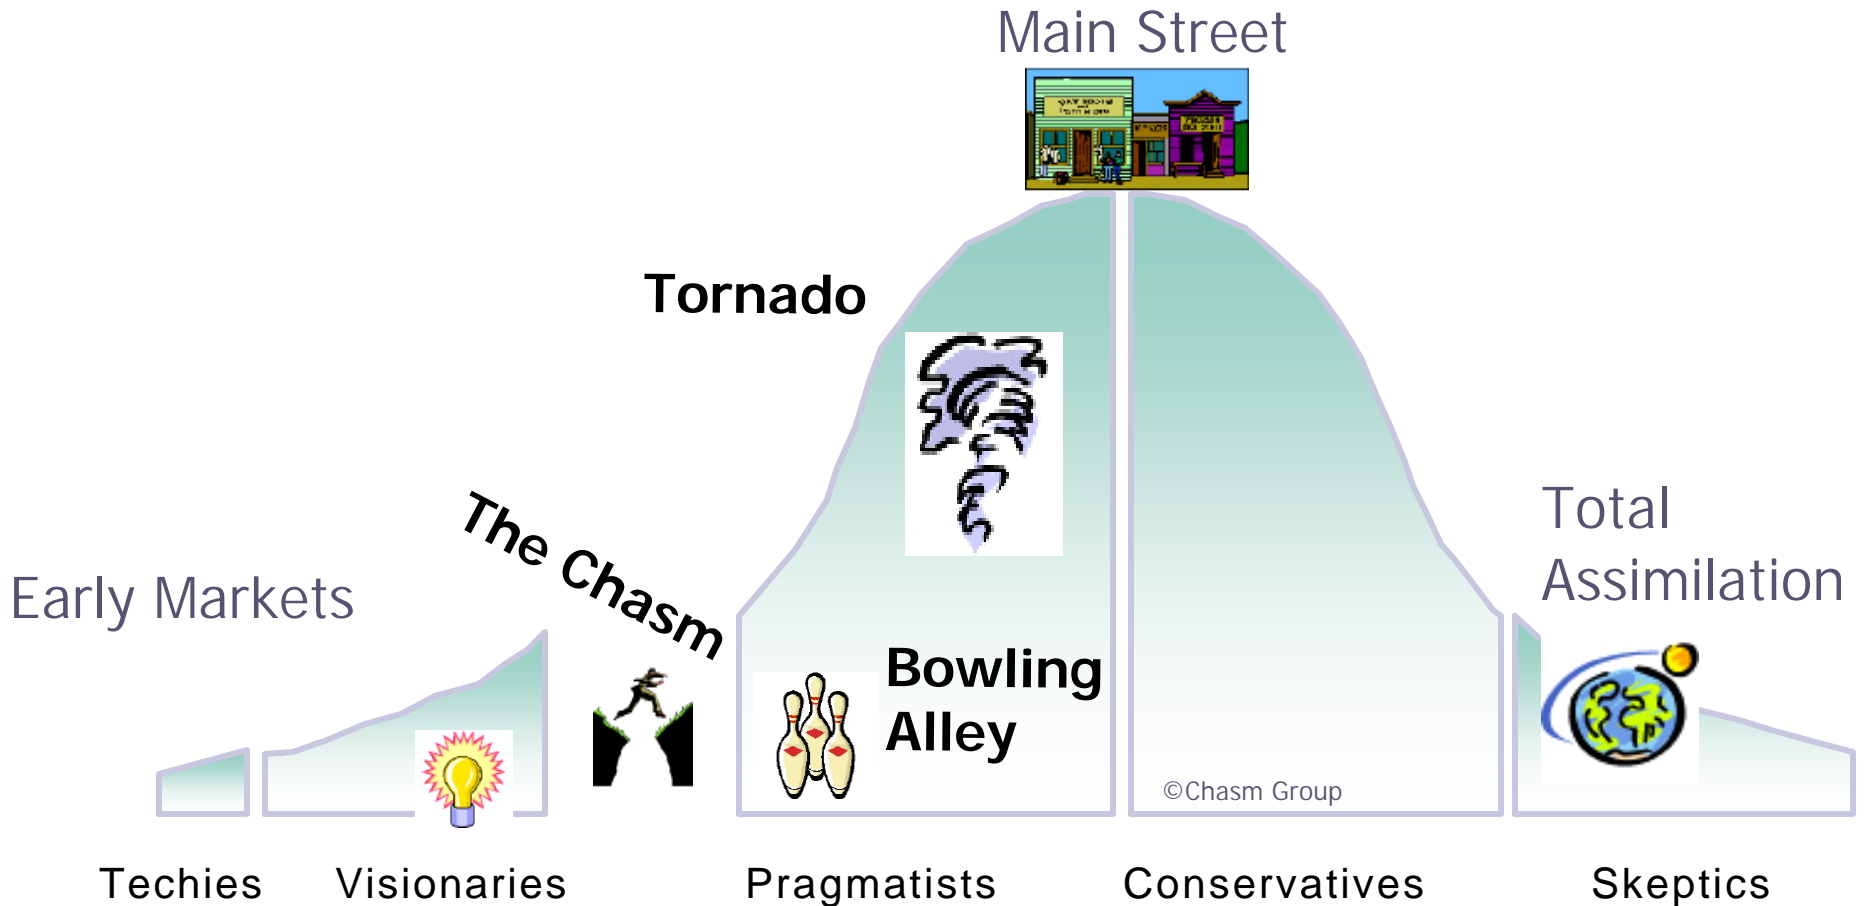 Main Street
Tornado
The Chasm
Early Markets
Bowling
Alley
Total
Assimilation
©Chasm Group
Techies
Visionaries
Pragmatists
Conservatives
Skeptics